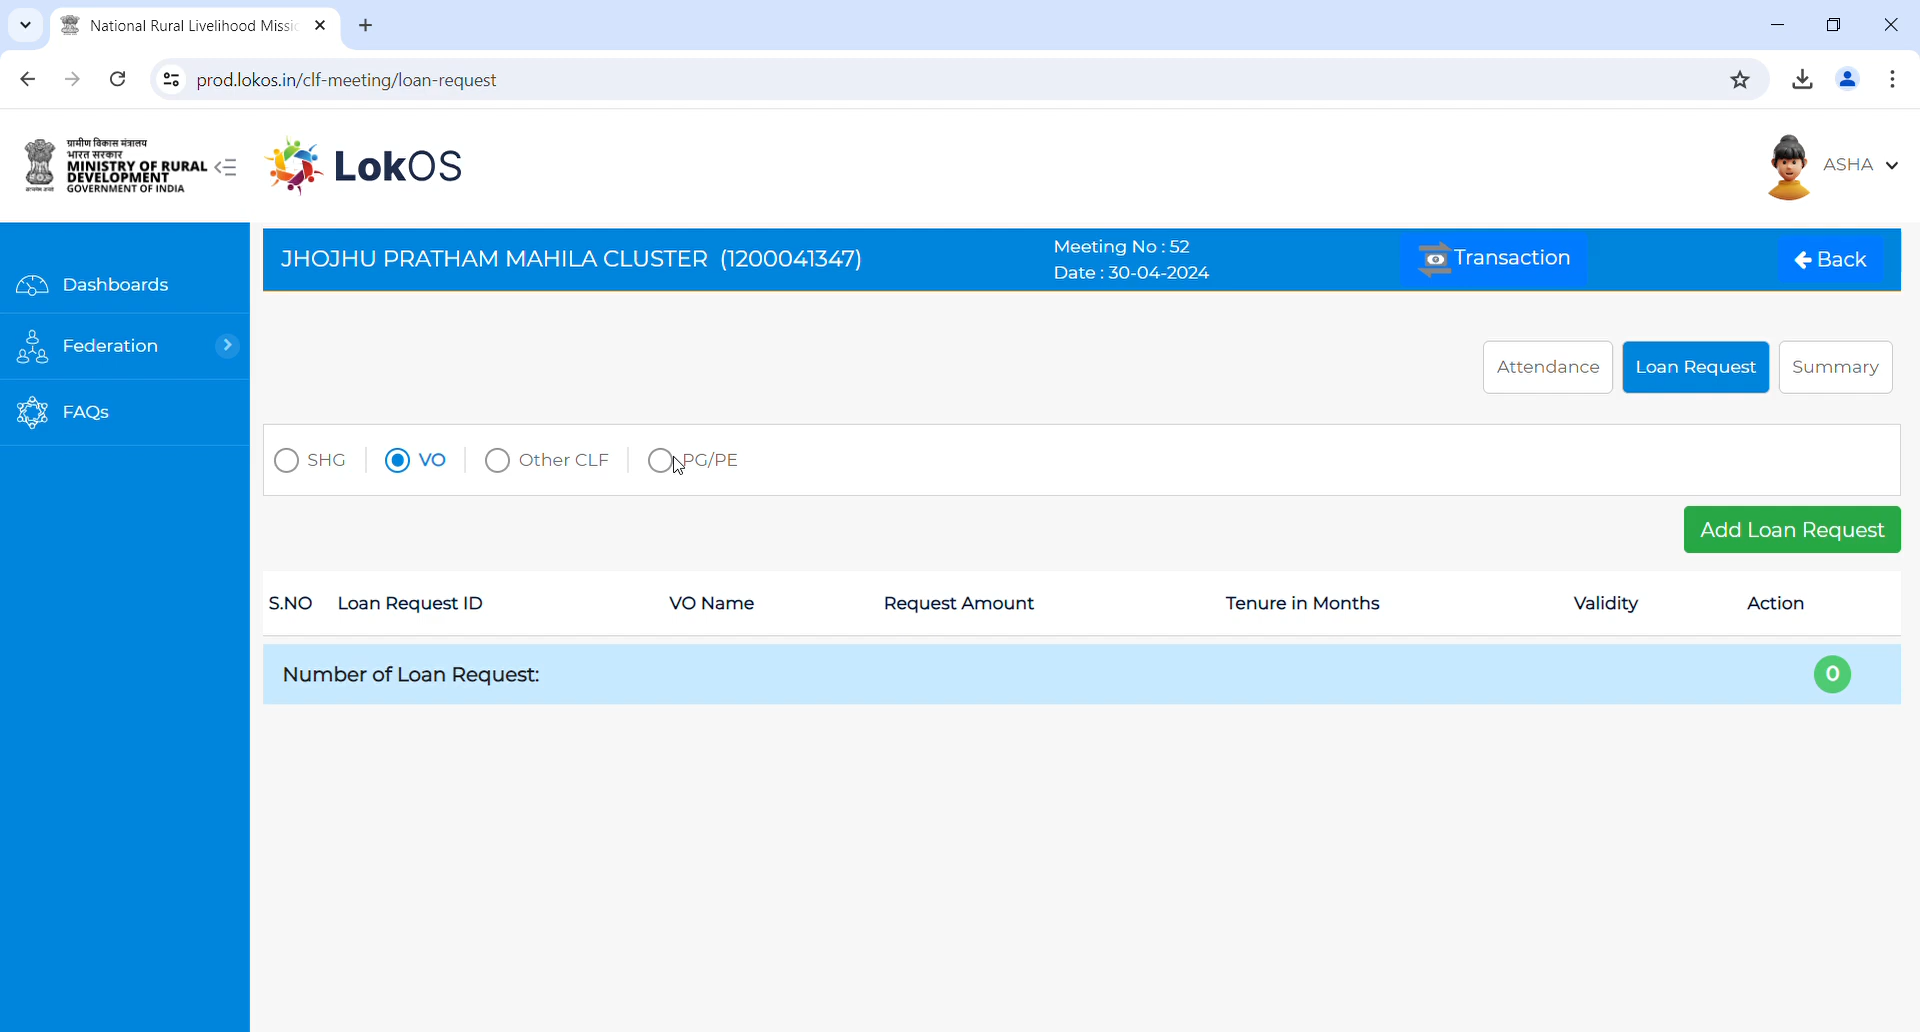 National Rural Livelihood Missic
prod.lokos.in/clf-meeting/loan-request
ग्रामीण विकास मंत्रालय
भारत सरकार
MINISTRY OF RURAL
DEVELOPMENT
GOVERNMENT OF INDIA
LokOS
ASHA
JHOJHU PRATHAM MAHILA CLUSTER (1200041347)
Meeting No : 52
Date : 30-04-2024
Transaction
Back
Dashboards
Federation
FAQs
Attendance
Loan Request
Summary
SHG
VO
Other CLF
PG/PE
Add Loan Request
S.NO Loan Request ID VO Name Request Amount Tenure in Months Validity Action
Number of Loan Request: 0